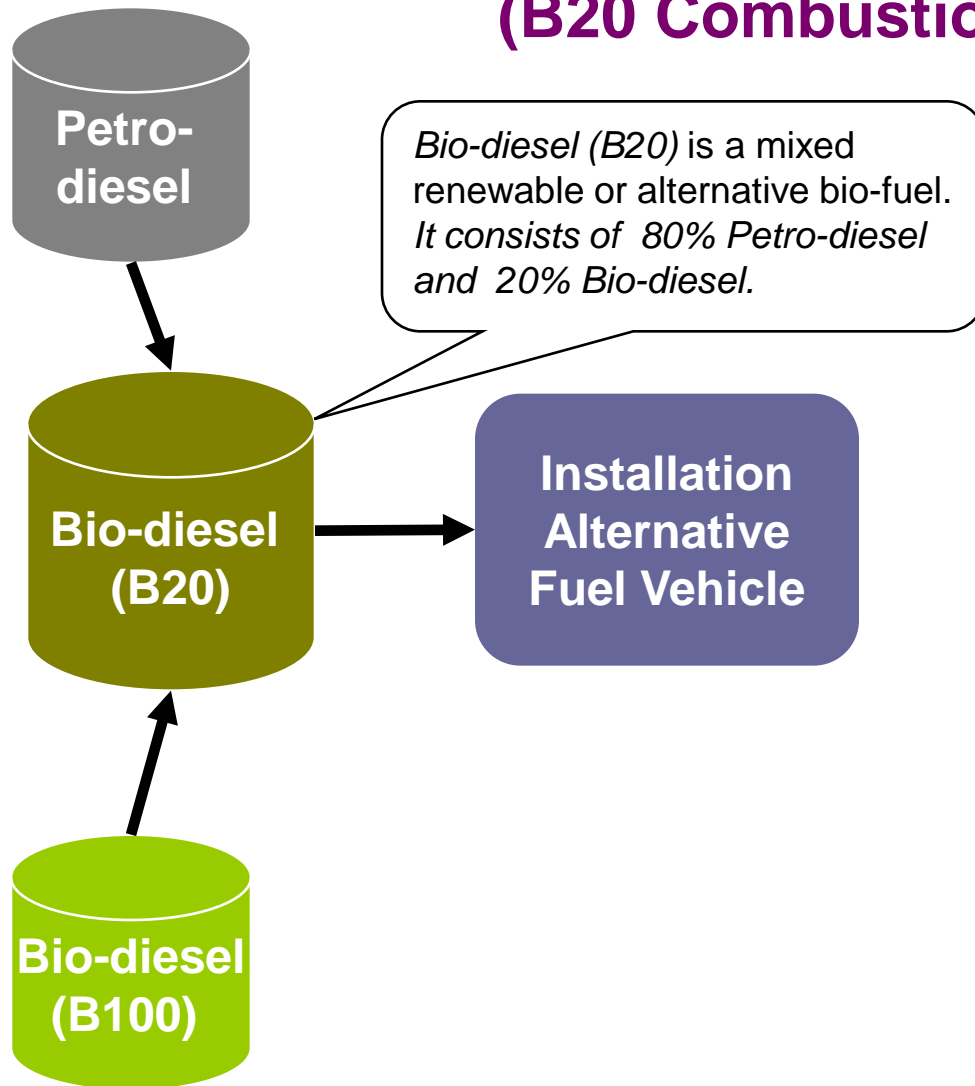 (B20 Combustio
Petro-
diesel
Bio-diesel (B20) is a mixed
renewable or alternative bio-fuel.
It consists of 80% Petro-diesel
and 20% Bio-diesel.
Bio-diesel
(B20)
Installation
Alternative
Fuel Vehicle
Bio-diesel
(B100)